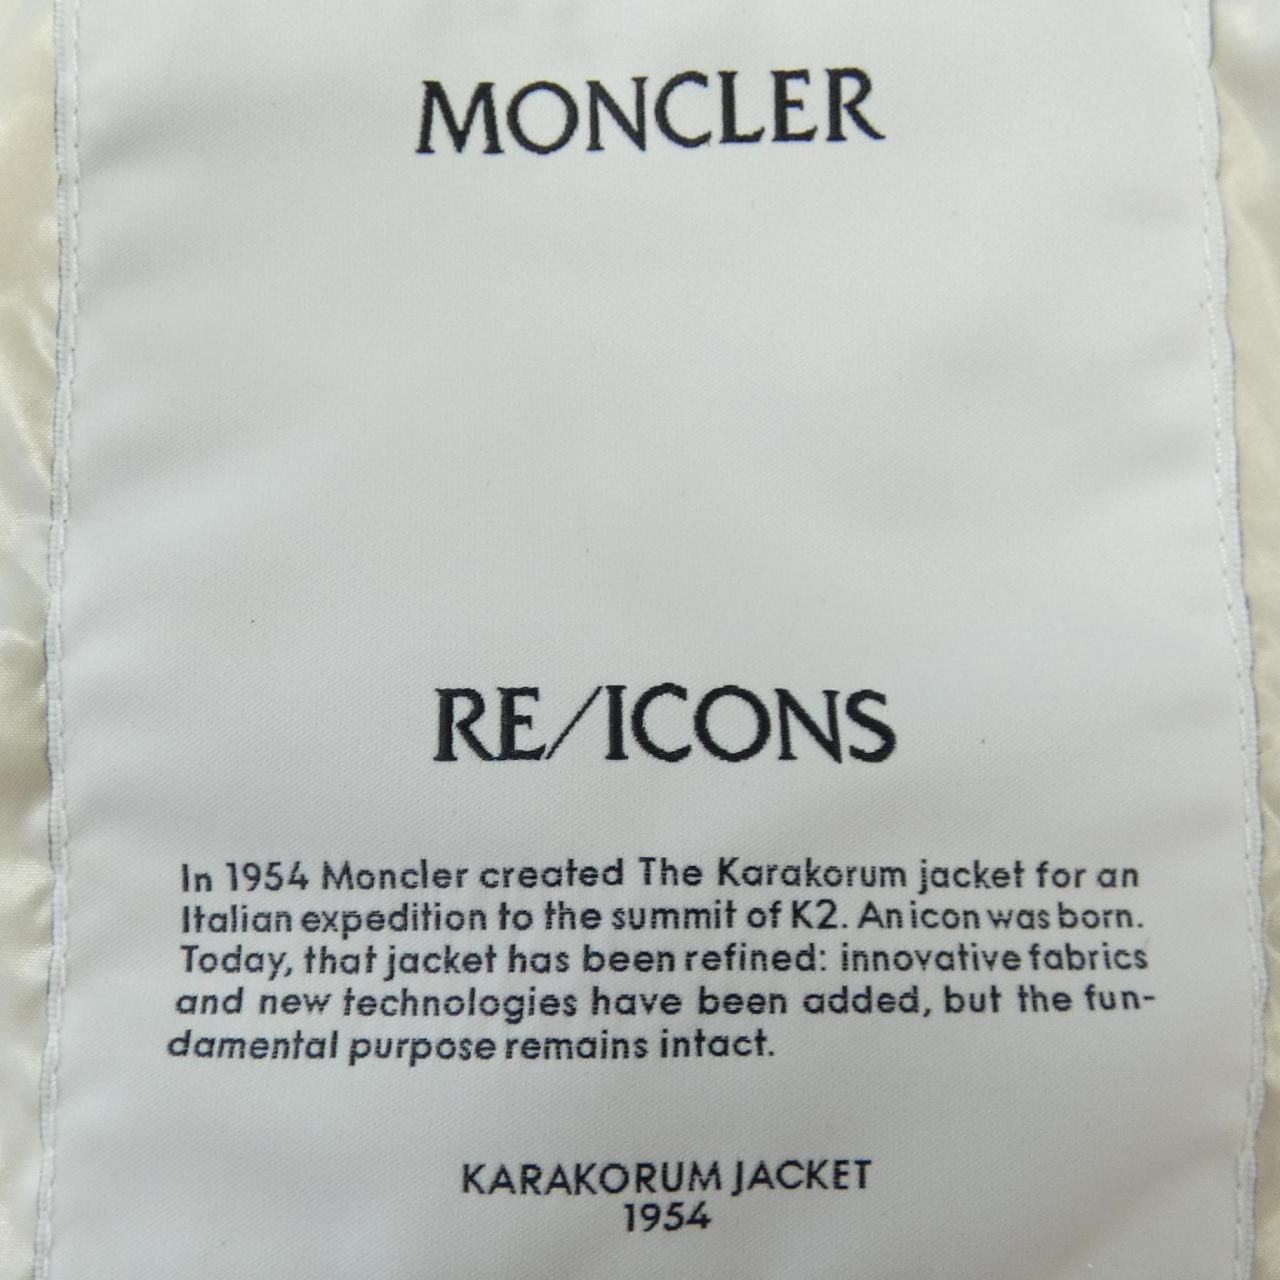 MONCLER
RE/ICONS
In 1954 Moncler created The Karakorum jacket for an
Italian expedition to the summit of K2. An icon was born.
Today, that jacket has been refined: innovative fabrics
and new technologies have been added, but the fun-
damental purpose remains intact.
KARAKORUM JACKET
1954